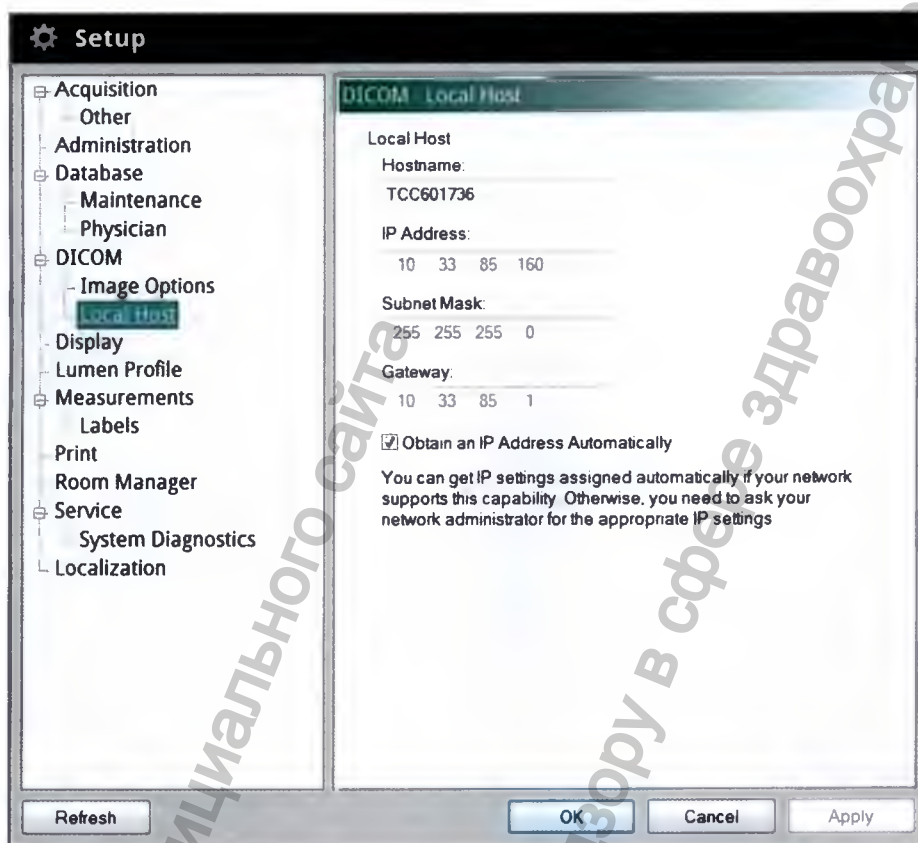 Setup
Acquisition
Other
Administration
Database
Maintenance
Physician
DICOM
Image Options
Local Host
Display
Lumen Profile
Measurements
Labels
Print
Room Manager
Service
System Diagnostics
Localization
DICOM Local Host
Local Host
Hostname:
TCC601736
IP Address:
10 33 85 160
Subnet Mask:
255 255 255 0
Gateway:
10 33 85 1
Obtain an IP Address Automatically
You can get IP settings assigned automatically if your network
supports this capability. Otherwise, you need to ask your
network administrator for the appropriate IP settings
Refresh
OK
Cancel
Apply
сайта
в сфере